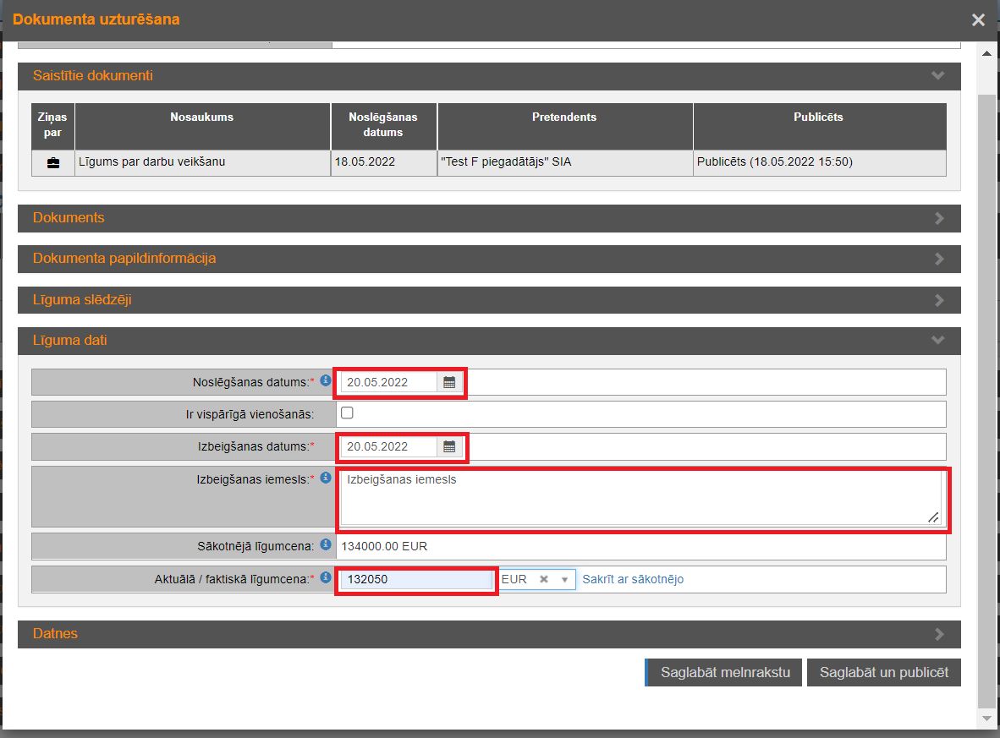 Dokumenta uzturēšana
Saistītie dokumenti
Ziņas par
Nosaukums
Noslēgšanas datums
Pretendents
Publicēts
Līgums par darbu veikšanu
18.05.2022
"Test F piegadātājs" SIA
Publicēts (18.05.2022 15:50)
Dokuments
Dokumenta papildinformācija
Līguma slēdzēji
Līguma dati
Noslēgšanas datums:* 20.05.2022
Ir vispārīgā vienošanās:
Izbeigšanas datums:* 20.05.2022
Izbeigšanas iemesls:* Izbeigšanas iemesls
Sākotnējā līgumcena: 134000.00 EUR
Aktuālā / faktiskā līgumcena:* 132050 EUR Sakrīt ar sākotnējo
Datnes
Saglabāt melnrakstu
Saglabāt un publicēt